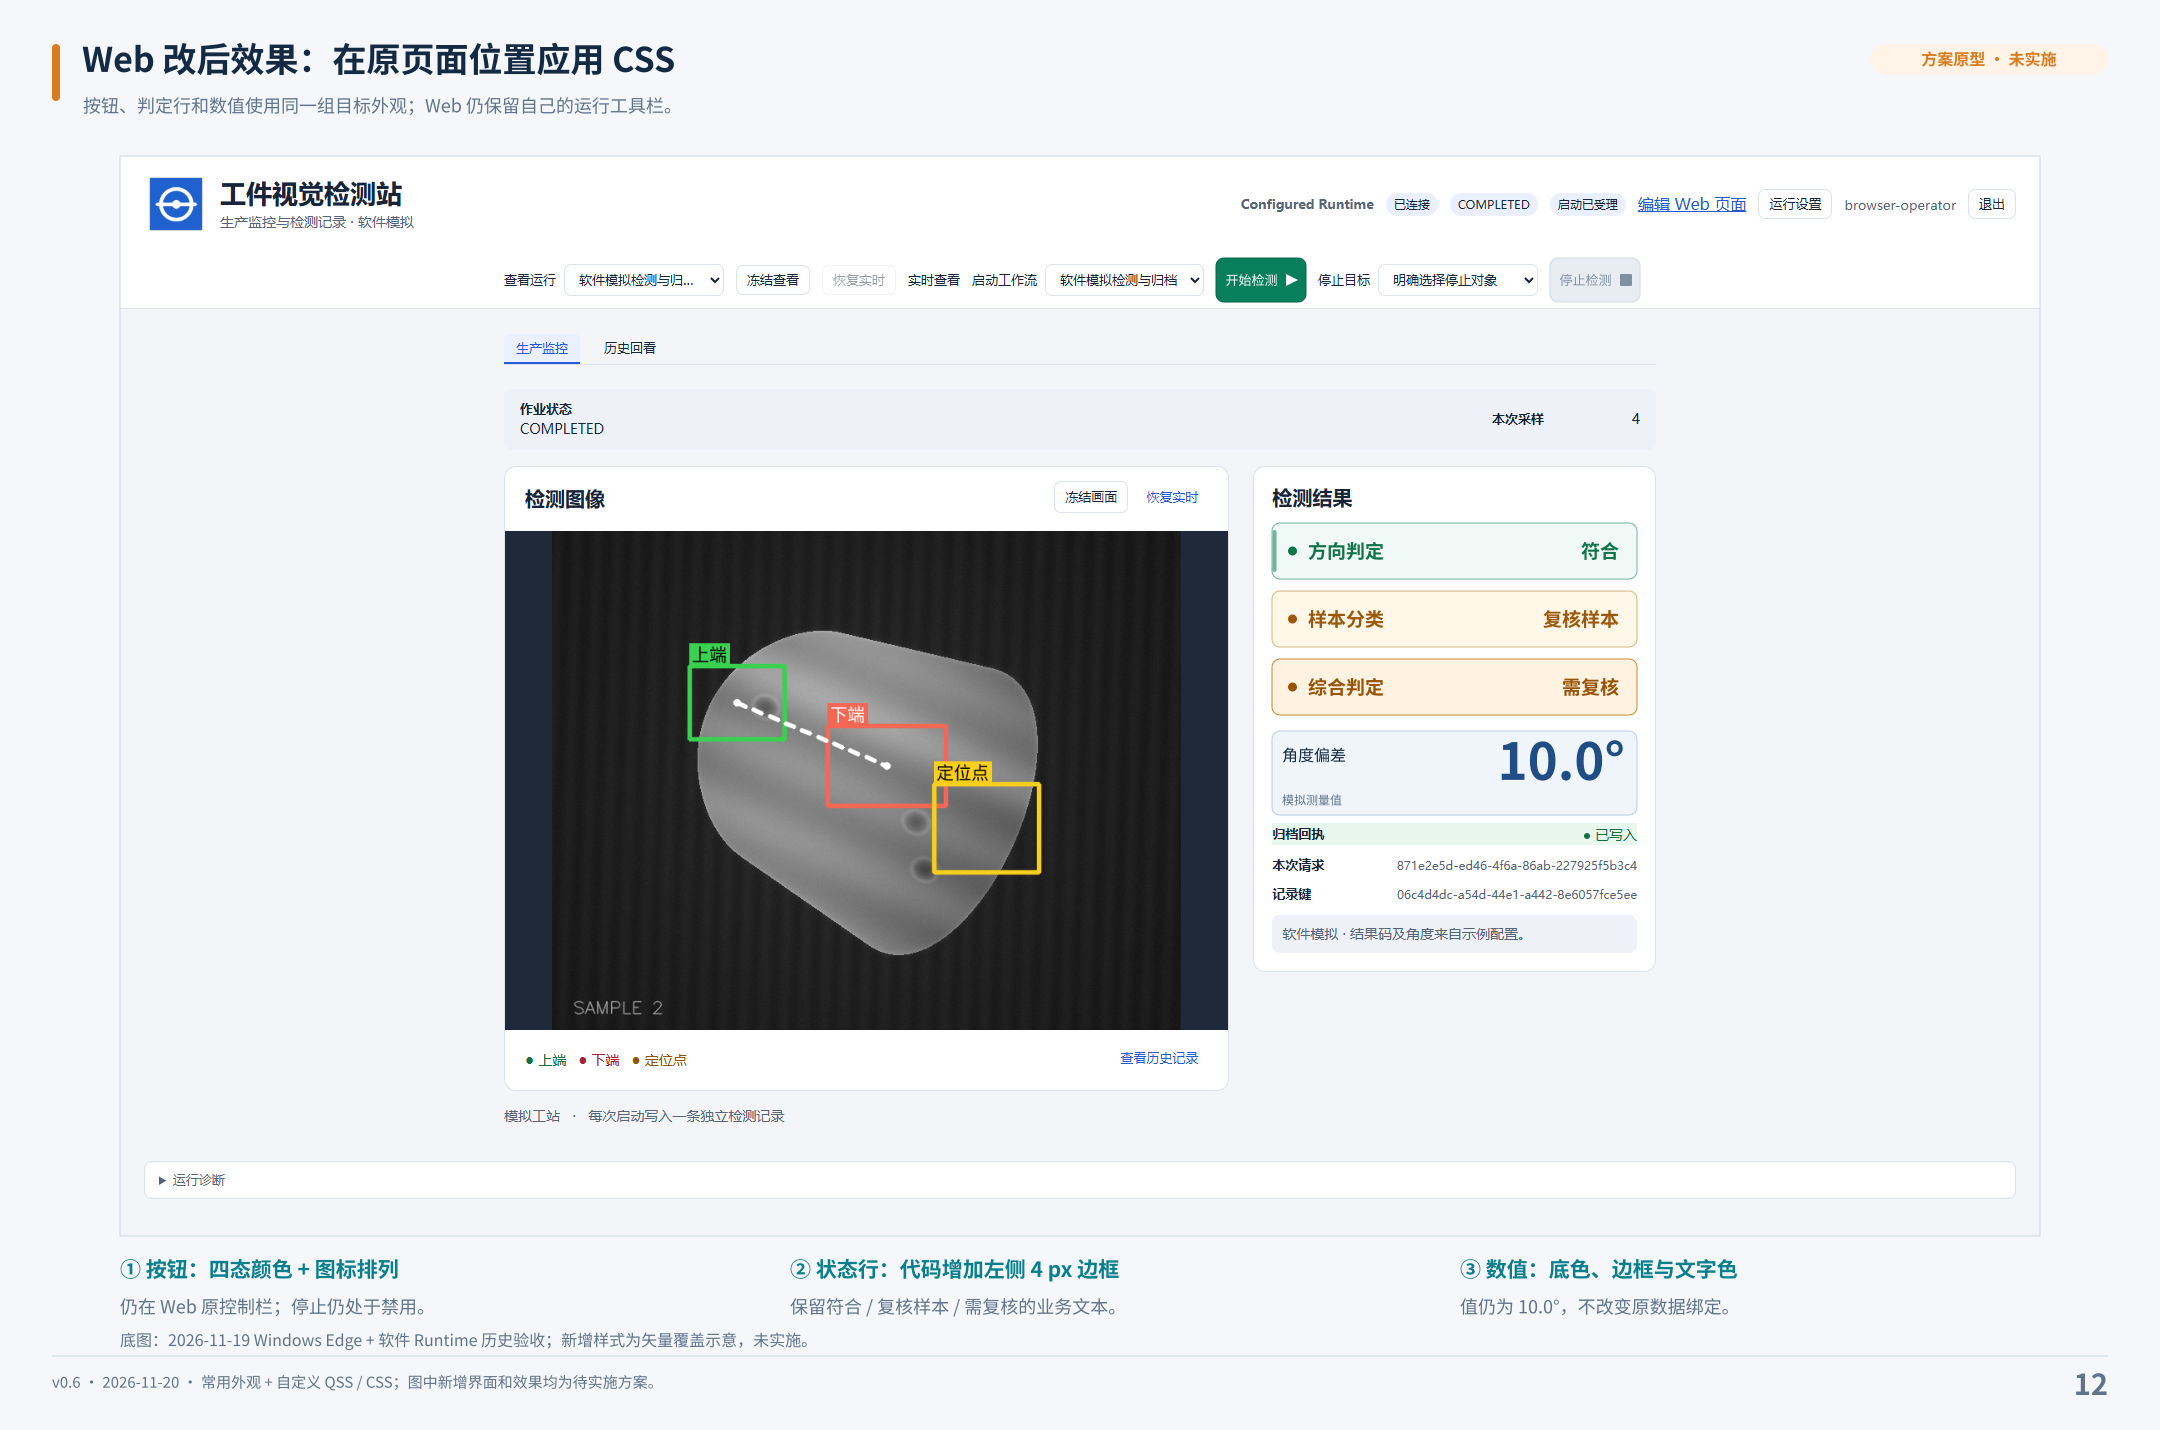 Web 改后效果：在原页面位置应用 CSS
方案原型 • 未实施
按钮、判定行和数值使用同一组目标外观；Web 仍保留自己的运行工具栏。
工件视觉检测站
生产监控与检测记录 · 软件模拟
Configured Runtime 已连接 COMPLETED 启动已受理 编辑 Web 页面 运行设置 browser-operator 退出
查看运行 软件模拟检测与归... 冻结查看 恢复实时 实时查看 启动工作流 软件模拟检测与归档 开始检测 停止目标 明确选择停止对象 停止检测
生产监控 历史回看
作业状态
COMPLETED
本次采样 4
检测图像 冻结画面 恢复实时
上端
下端
定位点
SAMPLE 2
上端 下端 定位点 查看历史记录
检测结果
方向判定 符合
样本分类 复核样本
综合判定 需复核
角度偏差 10.0°
模拟测量值
归档回执 已写入
本次请求 871e2e5d-ed46-4f6a-86ab-227925f5b3c4
记录键 06c4d4dc-a54d-44e1-a442-8e6057fce5ee
软件模拟 · 结果码及角度来自示例配置。
模拟工站 · 每次启动写入一条独立检测记录
运行诊断
① 按钮：四态颜色 + 图标排列
仍在 Web 原控制栏；停止仍处于禁用。
② 状态行：代码增加左侧 4 px 边框
保留符合 / 复核样本 / 需复核的业务文本。
③ 数值：底色、边框与文字色
值仍为 10.0°，不改变原数据绑定。
底图：2026-11-19 Windows Edge + 软件 Runtime 历史验收；新增样式为矢量覆盖示意，未实施。
v0.6 • 2026-11-20 • 常用外观 + 自定义 QSS / CSS；图中新增界面和效果均为待实施方案。
12